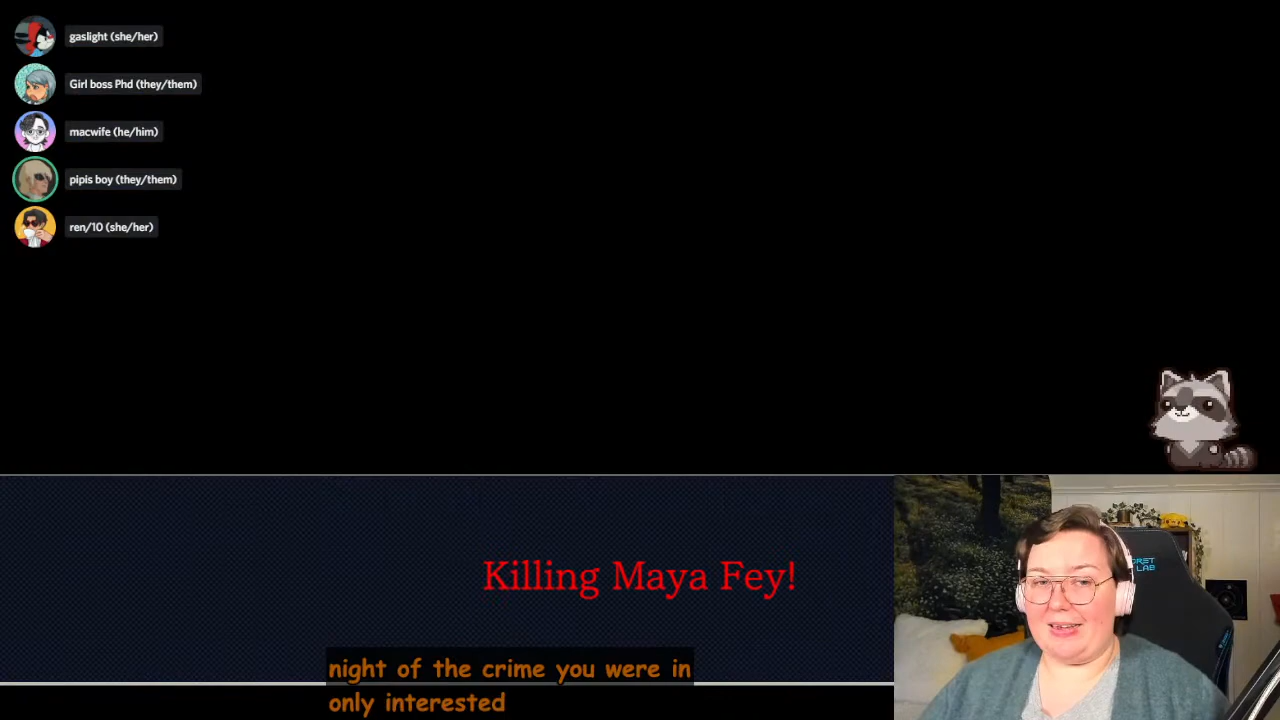 gaslight (she/her)
Girl boss Phd (they/them)
macwife (he/him)
pipis boy (they/them)
ren/10 (she/her)
Killing Maya Fey!
night of the crime you were in
only interested
LAB